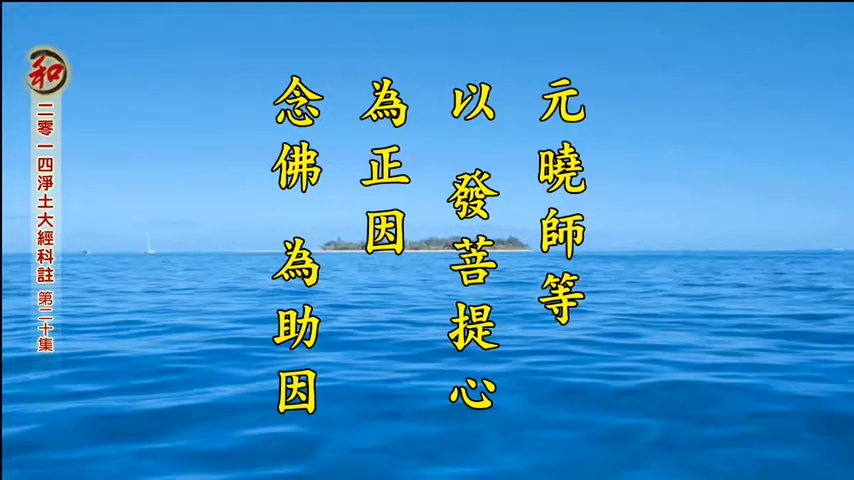 元曉師等
以 發菩提心
為正因
念佛 為助因
和
二零一四淨土大經科註 第二十集